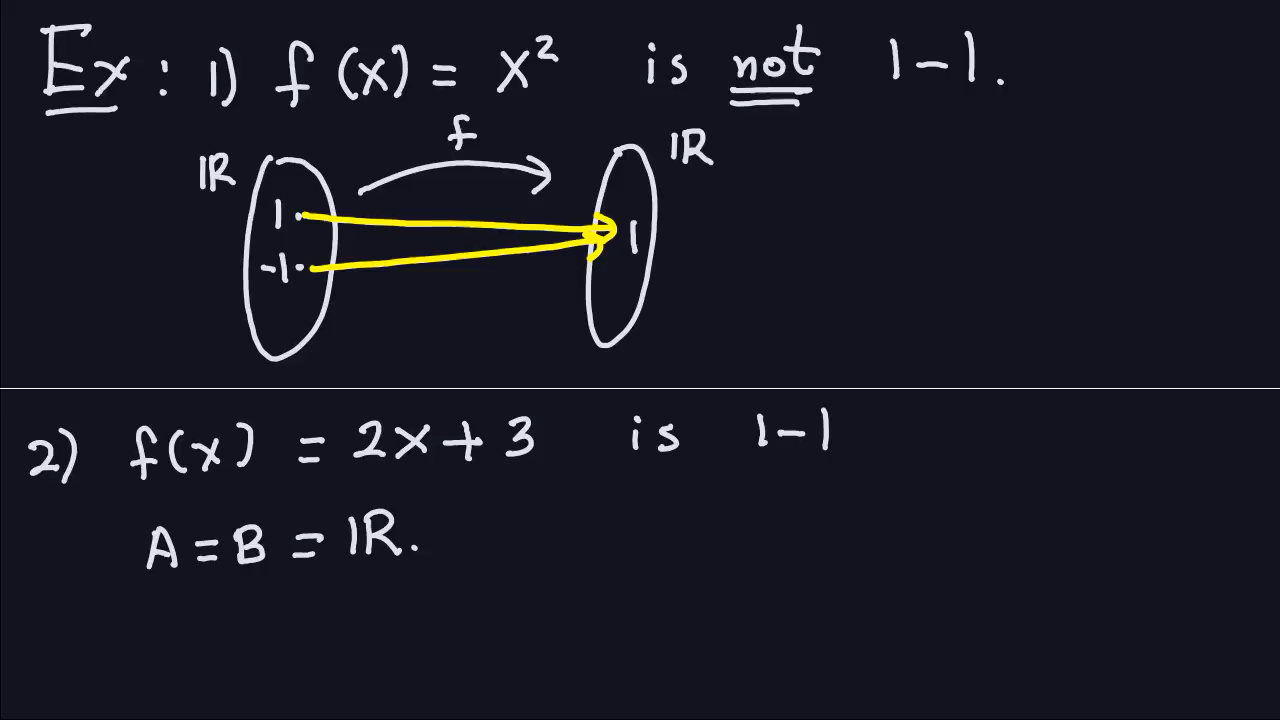 Ex: 1) f(x) = x² is not 1-1.
f
ℝ ℝ
1. 1
-1.
2) f(x) = 2x+3 is 1-1
A = B = ℝ.